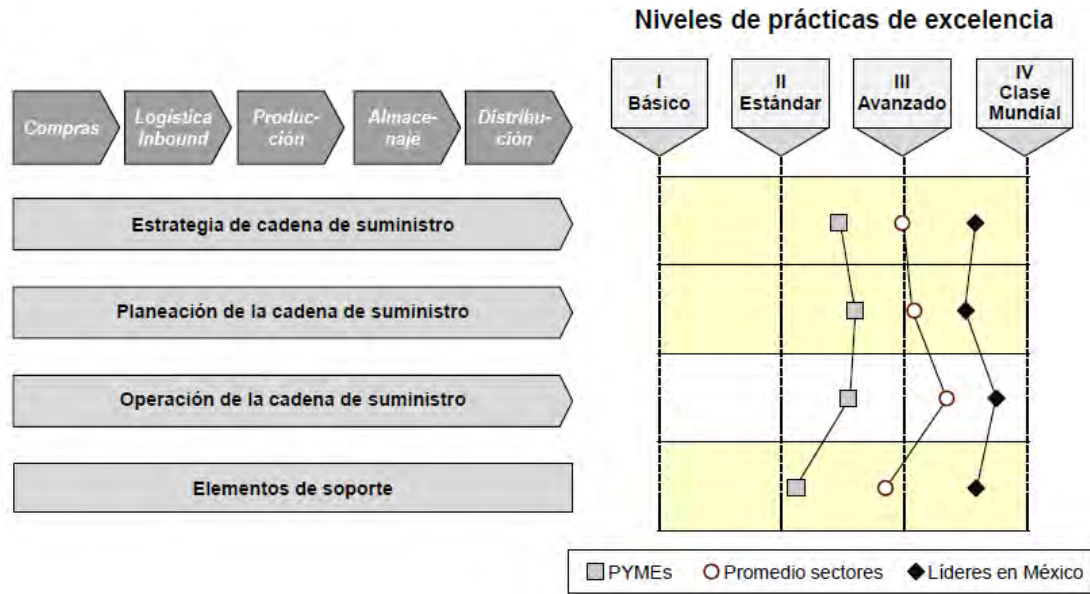 Niveles de prácticas de excelencia
I
Básico
II
Estándar
III
Avanzado
IV
Clase
Mundial
Compras
Logística
Inbound
Produc-
ción
Almace-
naje
Distribu-
ción
Estrategia de cadena de suministro
Planeación de la cadena de suministro
Operación de la cadena de suministro
Elementos de soporte
PYMEs
Promedio sectores
Líderes en México